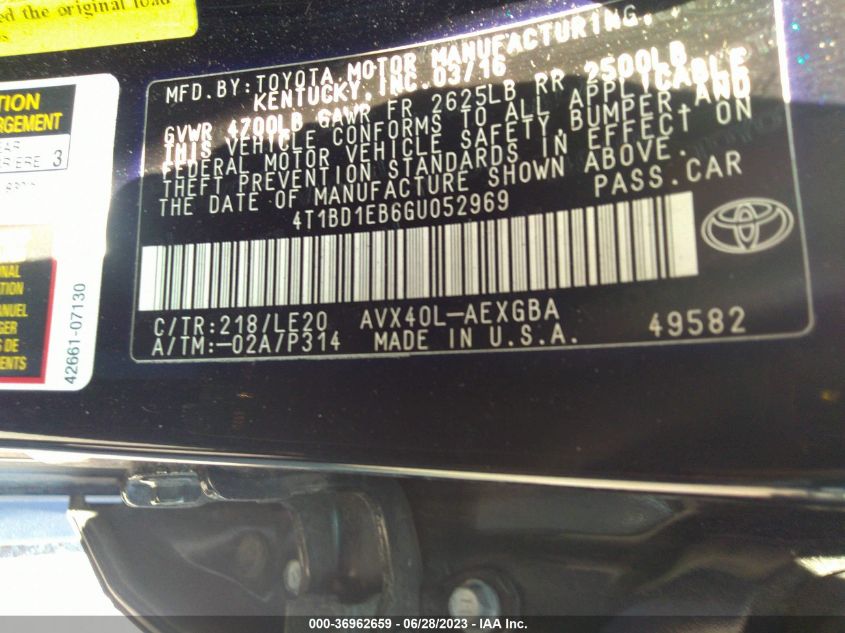 ed the original load
TION
RGEMENT
3
NAL
TION
NUEL
GER
S DE
ENTS
42661-07130
MFD. BY: TOYOTA MOTOR MANUFACTURING,
KENTUCKY, INC. 03/16
GVWR 4700LB GAWR FR 2625LB RR 2500LB
THIS VEHICLE CONFORMS TO ALL APPLICABLE
FEDERAL MOTOR VEHICLE SAFETY, BUMPER, AND
THEFT PREVENTION STANDARDS IN EFFECT ON
THE DATE OF MANUFACTURE SHOWN ABOVE.
4T1BD1EB6GU052969 PASS. CAR
C/TR: 218/LE20 AVX40L-AEXGBA
A/TM: -02A/P314 MADE IN U.S.A. 49582
000-36962659 - 06/28/2023 - IAA Inc.